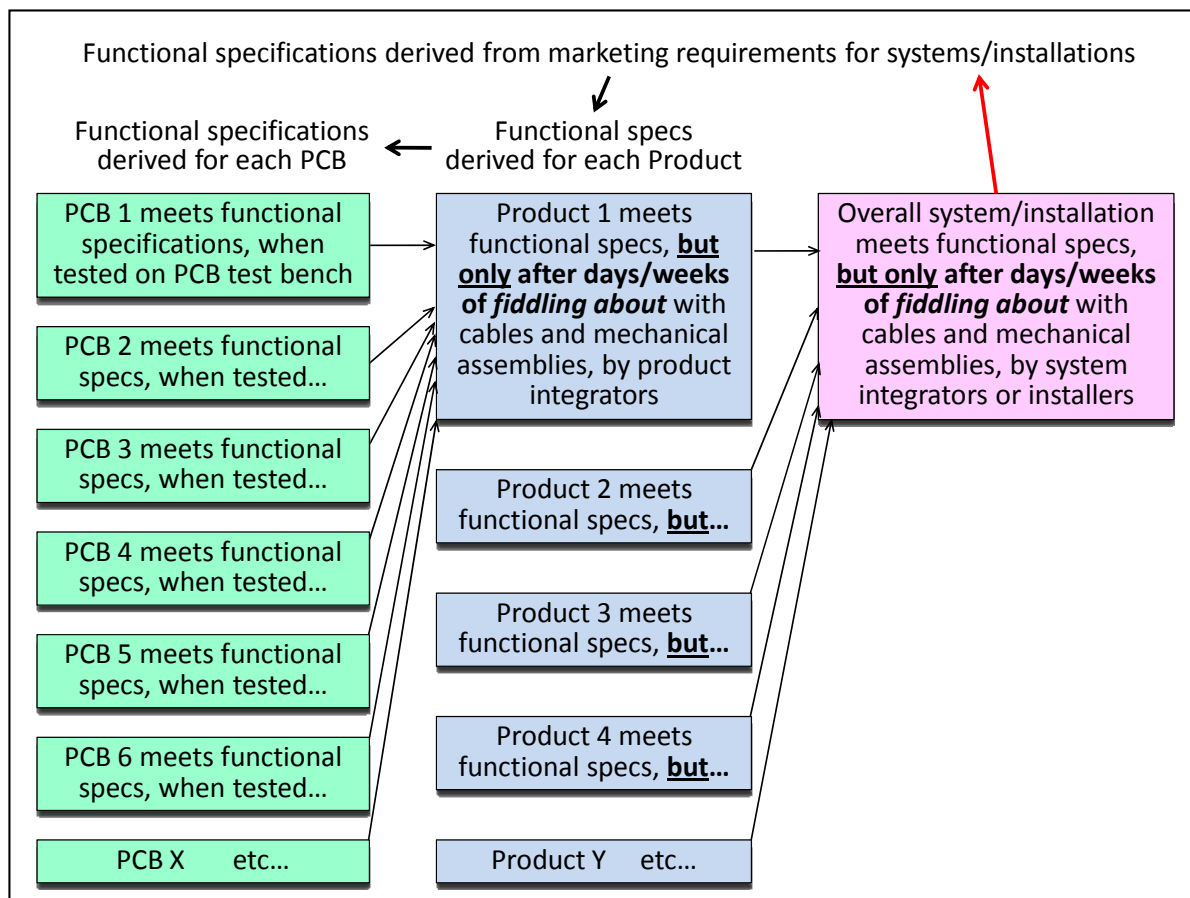 Functional specifications derived from marketing requirements for systems/installations
Functional specifications
derived for each PCB
Functional specs
derived for each Product
PCB 1 meets functional
specifications, when
tested on PCB test bench
PCB 2 meets functional
specs, when tested...
PCB 3 meets functional
specs, when tested...
PCB 4 meets functional
specs, when tested...
PCB 5 meets functional
specs, when tested...
PCB 6 meets functional
specs, when tested...
PCB X etc...
Product 1 meets
functional specs, but
only after days/weeks
of fiddling about with
cables and mechanical
assemblies, by product
integrators
Product 2 meets
functional specs, but...
Product 3 meets
functional specs, but...
Product 4 meets
functional specs, but...
Product Y etc...
Overall system/installation
meets functional specs,
but only after days/weeks
of fiddling about with
cables and mechanical
assemblies, by system
integrators or installers